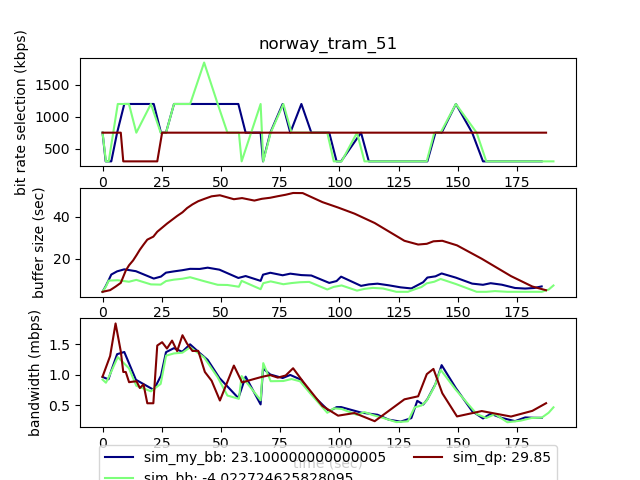 norway_tram_51
bit rate selection (kbps)
1500
1000
500
0 25 50 75 100 125 150 175
buffer size (sec)
40
20
0 25 50 75 100 125 150 175
bandwidth (mbps)
1.5
1.0
0.5
0 25 50 75 100 125 150 175
time (sec)
sim_my_bb: 23.100000000000005
sim_dp: 29.85
sim_bb: -4.022724625828095